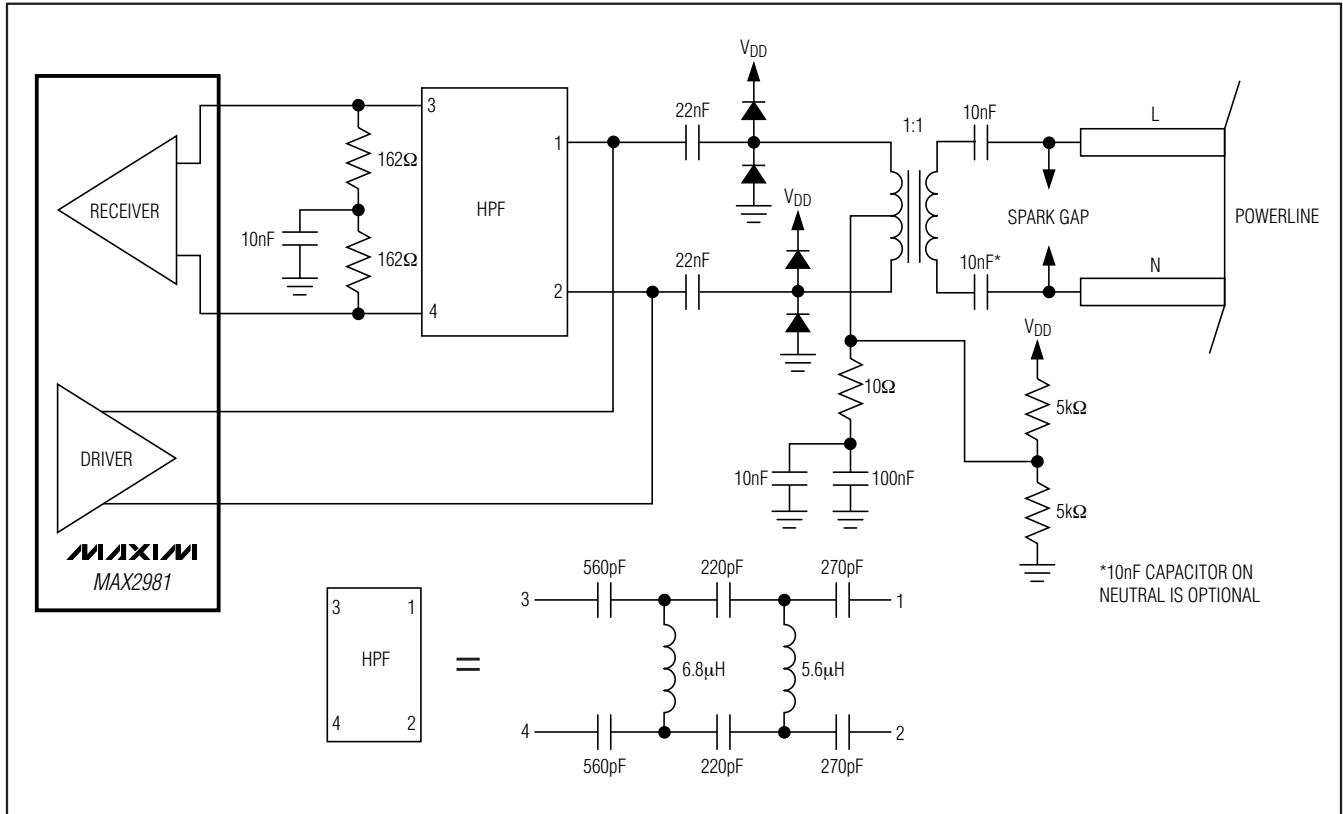 V_DD
3
162Ω
RECEIVER
10nF
162Ω
4
HPF
1
2
22nF
22nF
V_DD
1:1
10nF
L
SPARK GAP
POWERLINE
10nF*
N
V_DD
10Ω
5kΩ
10nF
100nF
5kΩ
DRIVER
MAXIM
MAX2981
*10nF CAPACITOR ON
NEUTRAL IS OPTIONAL
3 1
HPF
4 2
=
560pF 220pF 270pF
3 1
6.8μH 5.6μH
4 2
560pF 220pF 270pF